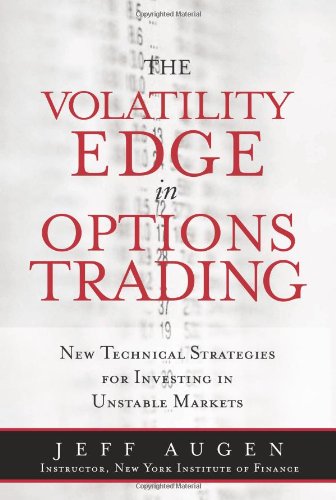 THE
VOLATILITY
EDGE
in
OPTIONS
TRADING
NEW TECHNICAL STRATEGIES
FOR INVESTING IN
UNSTABLE MARKETS
JEFF AUGEN
INSTRUCTOR, NEW YORK INSTITUTE OF FINANCE